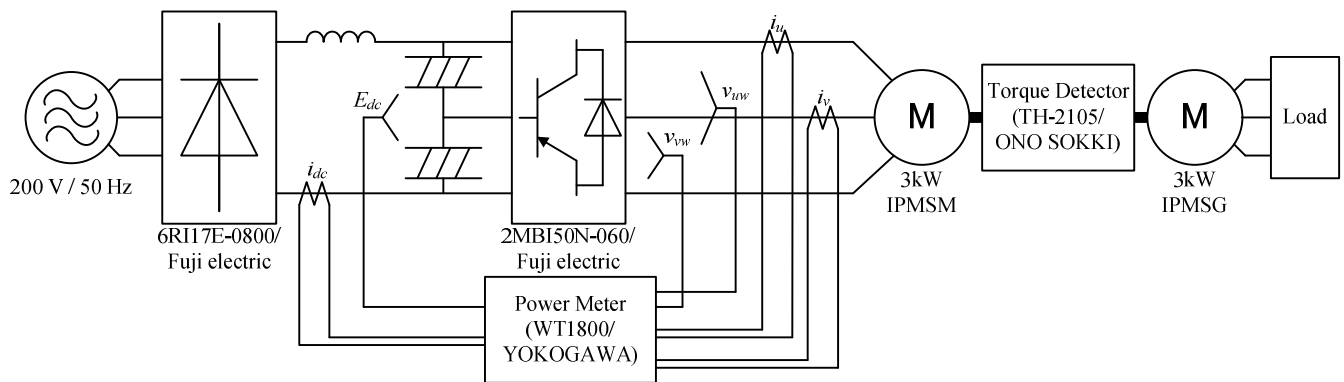 200 V / 50 Hz
6RI17E-0800/
Fuji electric
i_dc
E_dc
2MBI50N-060/
Fuji electric
Power Meter
(WT1800/
YOKOGAWA)
v_uw
v_vw
i_u
i_v
M
3kW
IPMSM
Torque Detector
(TH-2105/
ONO SOKKI)
M
3kW
IPMSG
Load